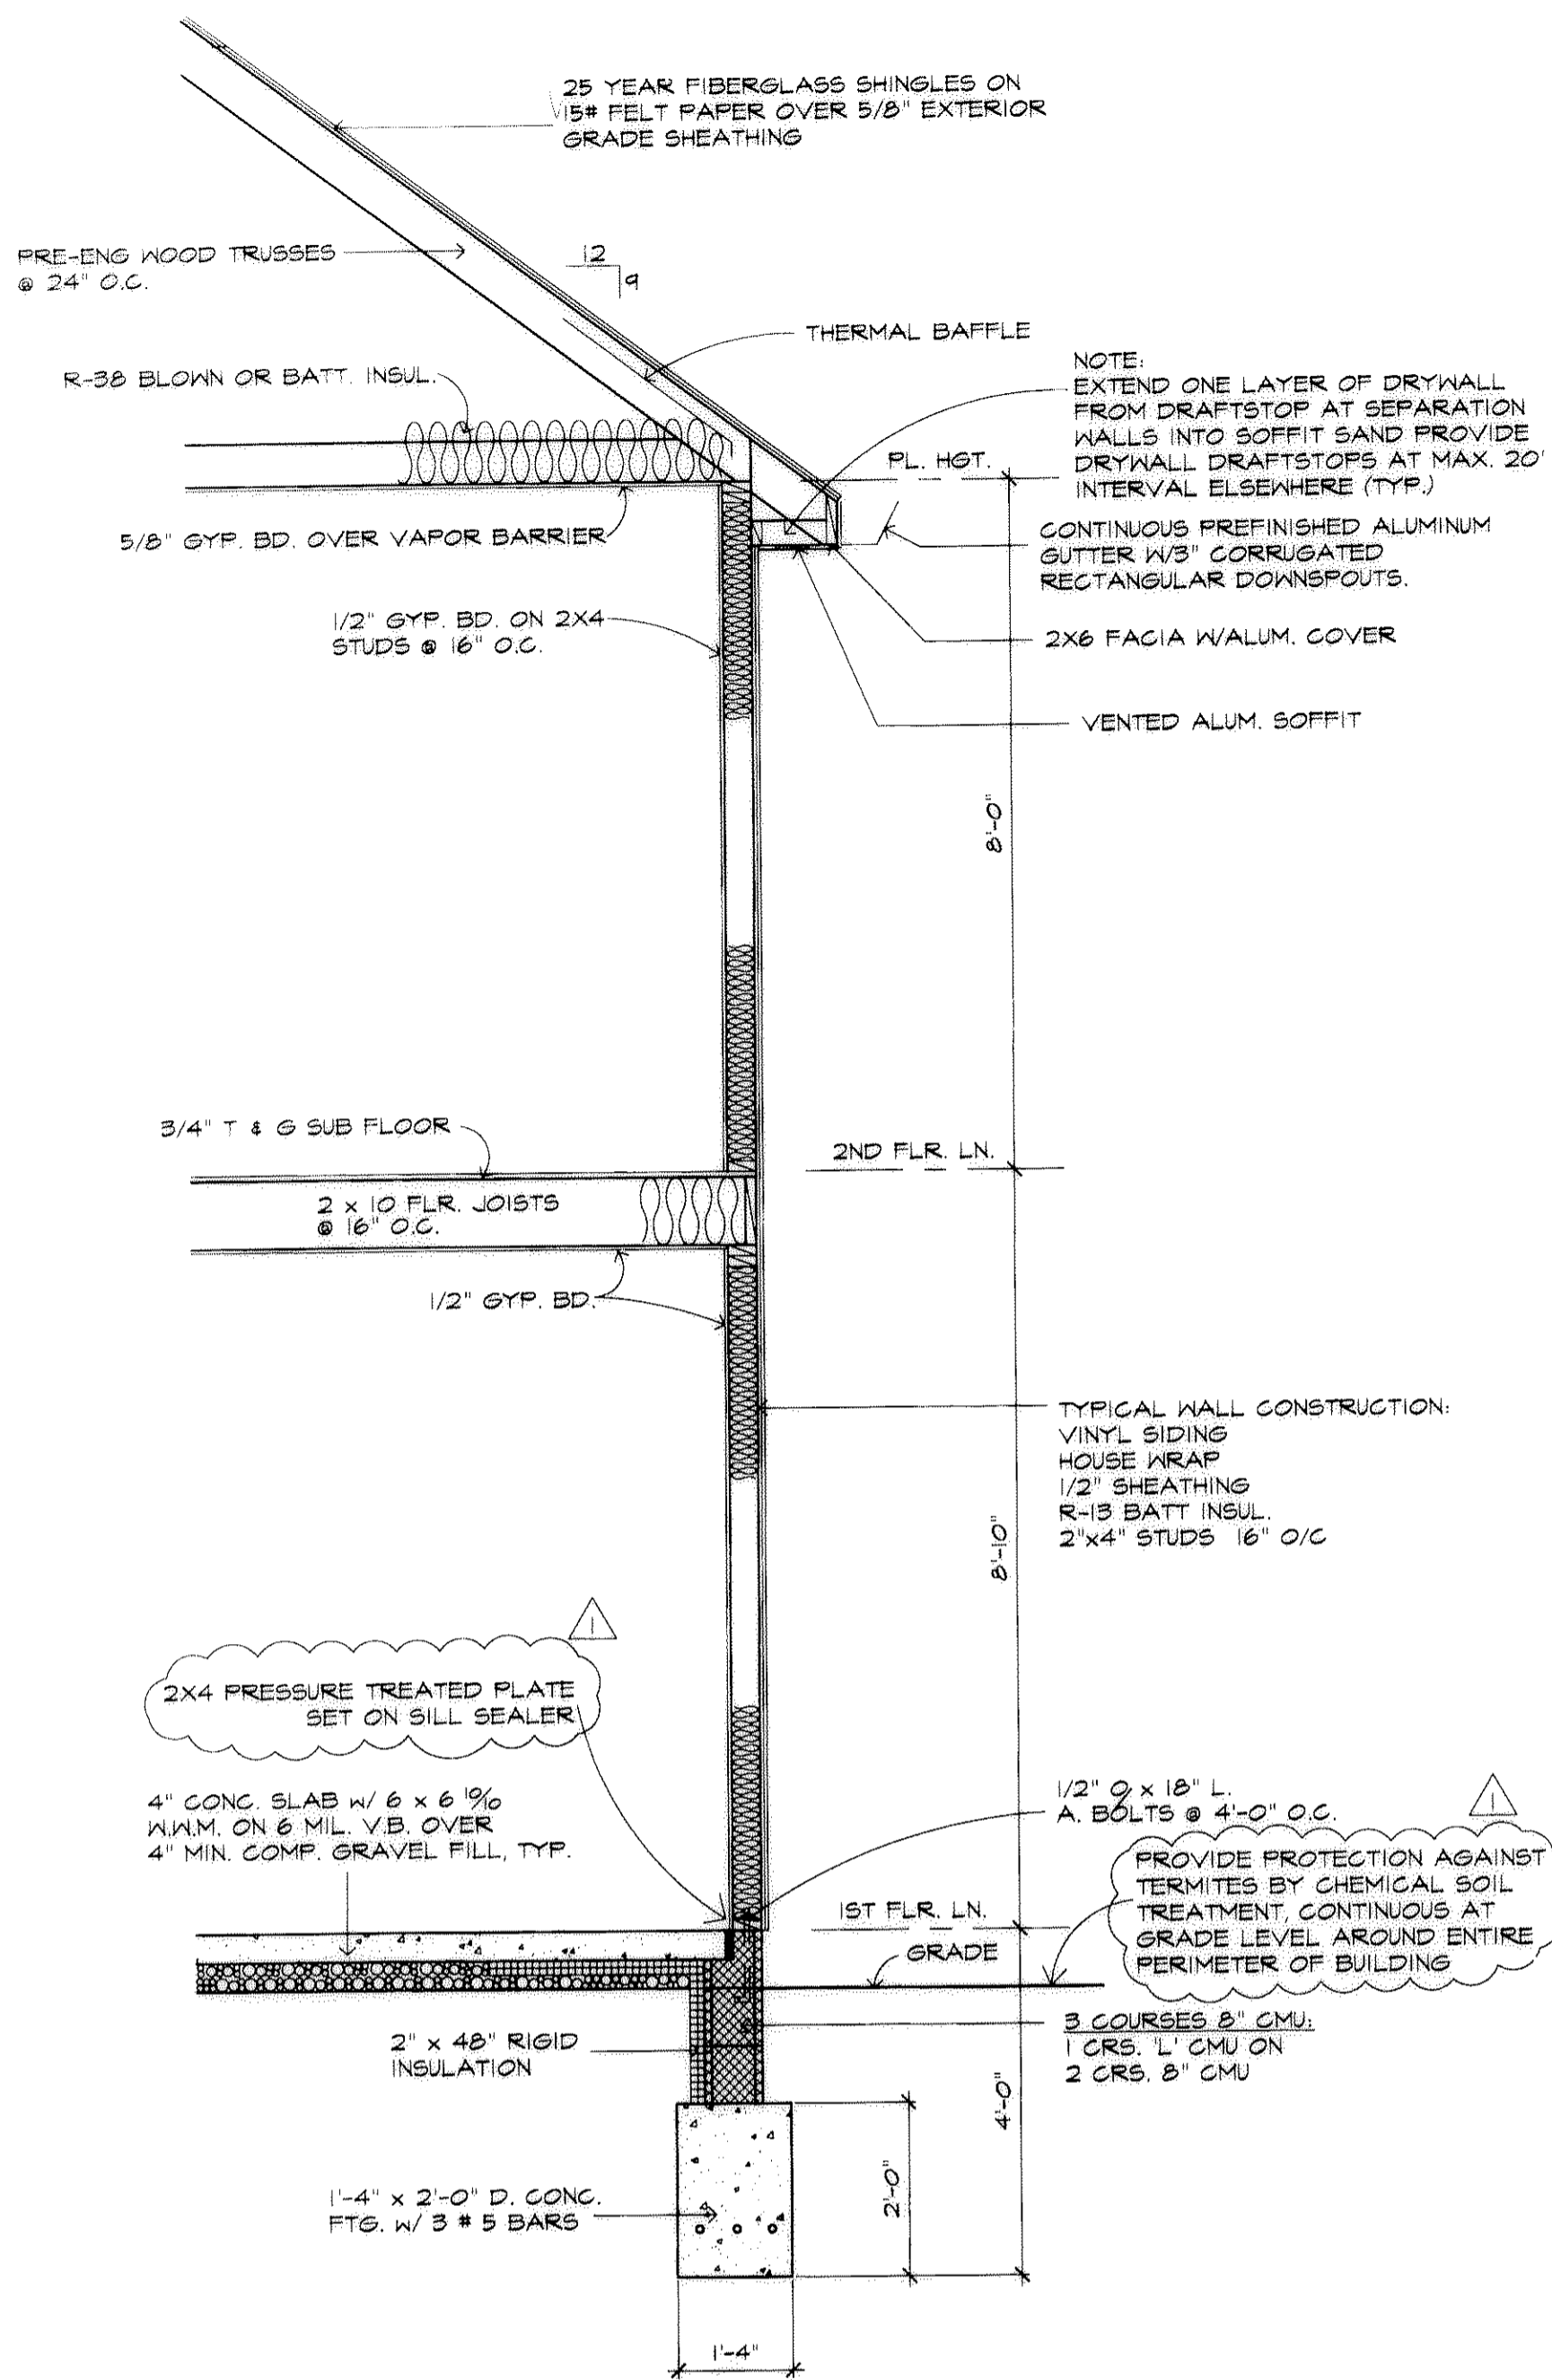 25 YEAR FIBERGLASS SHINGLES ON
15# FELT PAPER OVER 5/8" EXTERIOR
GRADE SHEATHING
PRE-ENG WOOD TRUSSES
@ 24" O.C.
12
9
THERMAL BAFFLE
R-38 BLOWN OR BATT. INSUL.
NOTE:
EXTEND ONE LAYER OF DRYWALL
FROM DRAFTSTOP AT SEPARATION
WALLS INTO SOFFIT SAND PROVIDE
DRYWALL DRAFTSTOPS AT MAX. 20'
INTERVAL ELSEWHERE (TYP.)
PL. HGT.
5/8" GYP. BD. OVER VAPOR BARRIER
CONTINUOUS PREFINISHED ALUMINUM
GUTTER W/3" CORRUGATED
RECTANGULAR DOWNSPOUTS.
1/2" GYP. BD. ON 2X4
STUDS @ 16" O.C.
2X6 FACIA W/ALUM. COVER
VENTED ALUM. SOFFIT
8'-0"
3/4" T & G SUB FLOOR
2ND FLR. LN.
2 x 10 FLR. JOISTS
@ 16" O.C.
1/2" GYP. BD.
TYPICAL WALL CONSTRUCTION:
VINYL SIDING
HOUSE WRAP
1/2" SHEATHING
R-13 BATT INSUL.
2"x4" STUDS 16" O/C
8'-10"
1
2X4 PRESSURE TREATED PLATE
SET ON SILL SEALER
4" CONC. SLAB W/ 6 x 6 10/10
W.W.M. ON 6 MIL. V.B. OVER
4" MIN. COMP. GRAVEL FILL, TYP.
1/2" Ø x 18" L.
A. BOLTS @ 4'-0" O.C.
1
PROVIDE PROTECTION AGAINST
TERMITES BY CHEMICAL SOIL
TREATMENT, CONTINUOUS AT
GRADE LEVEL AROUND ENTIRE
PERIMETER OF BUILDING
1ST FLR. LN.
GRADE
3 COURSES 8" CMU:
1 CRS. 'L' CMU ON
2 CRS. 8" CMU
2" x 48" RIGID
INSULATION
4'-0"
2'-0"
1'-4" x 2'-0" D. CONC.
FTG. W/ 3 # 5 BARS
1'-4"